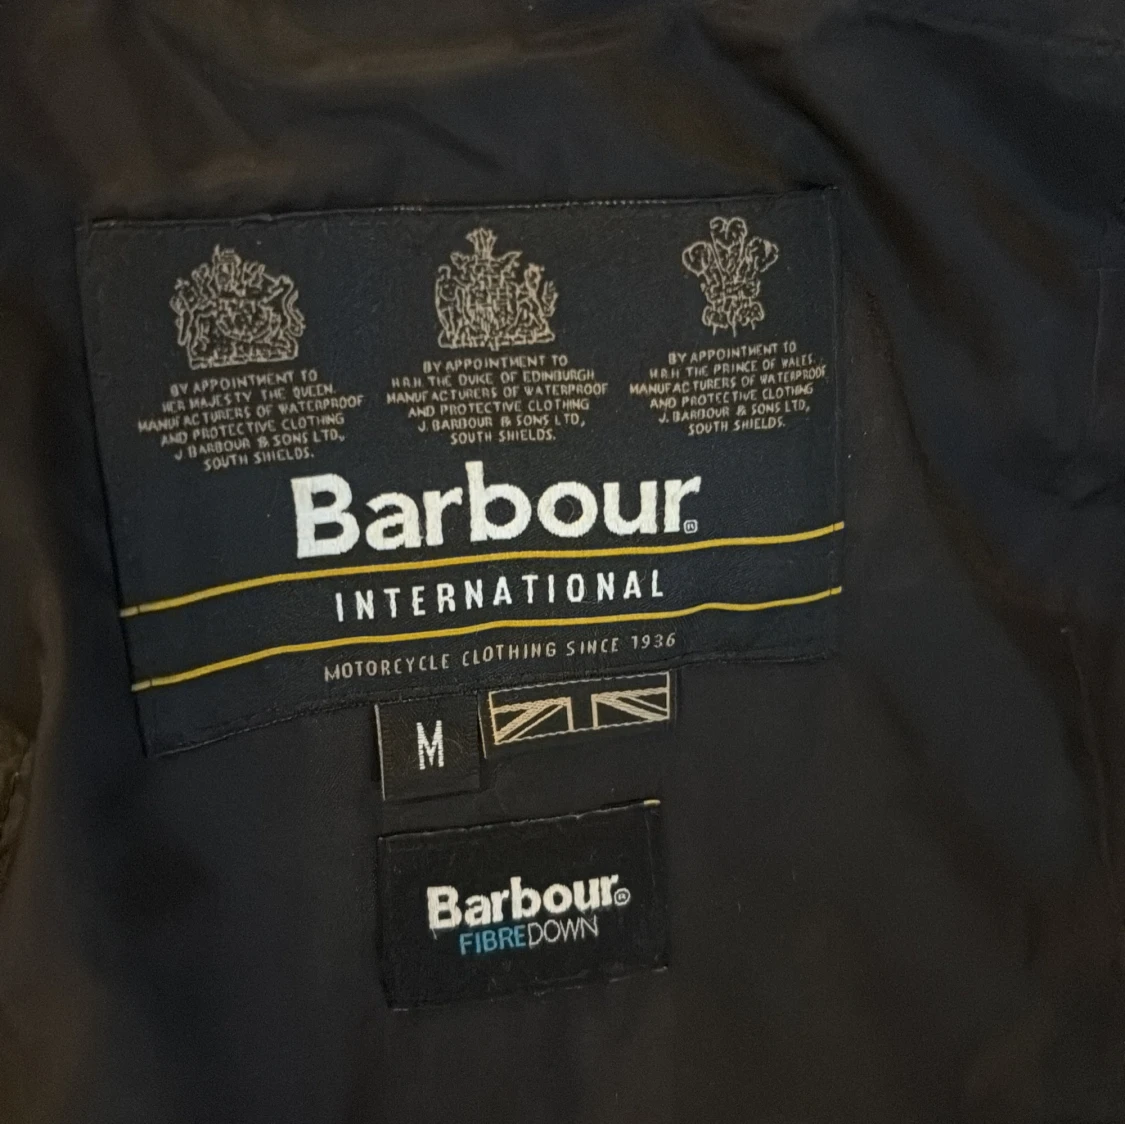 BY APPOINTMENT TO
HER MAJESTY THE QUEEN.
MANUFACTURERS OF WATERPROOF
AND PROTECTIVE CLOTHING
J BARBOUR & SONS LTD,
SOUTH SHIELDS.
BY APPOINTMENT TO
H.R.H. THE DUKE OF EDINBURGH
MANUFACTURERS OF WATERPROOF
AND PROTECTIVE CLOTHING
J. BARBOUR & SONS LTD,
SOUTH SHIELDS.
BY APPOINTMENT TO
H.R.H. THE PRINCE OF WALES.
MANUFACTURERS OF WATERPROOF
AND PROTECTIVE CLOTHING
J. BARBOUR & SONS LTD,
SOUTH SHIELDS.
Barbour®
INTERNATIONAL
MOTORCYCLE CLOTHING SINCE 1936
M
Barbour®
FIBREDOWN